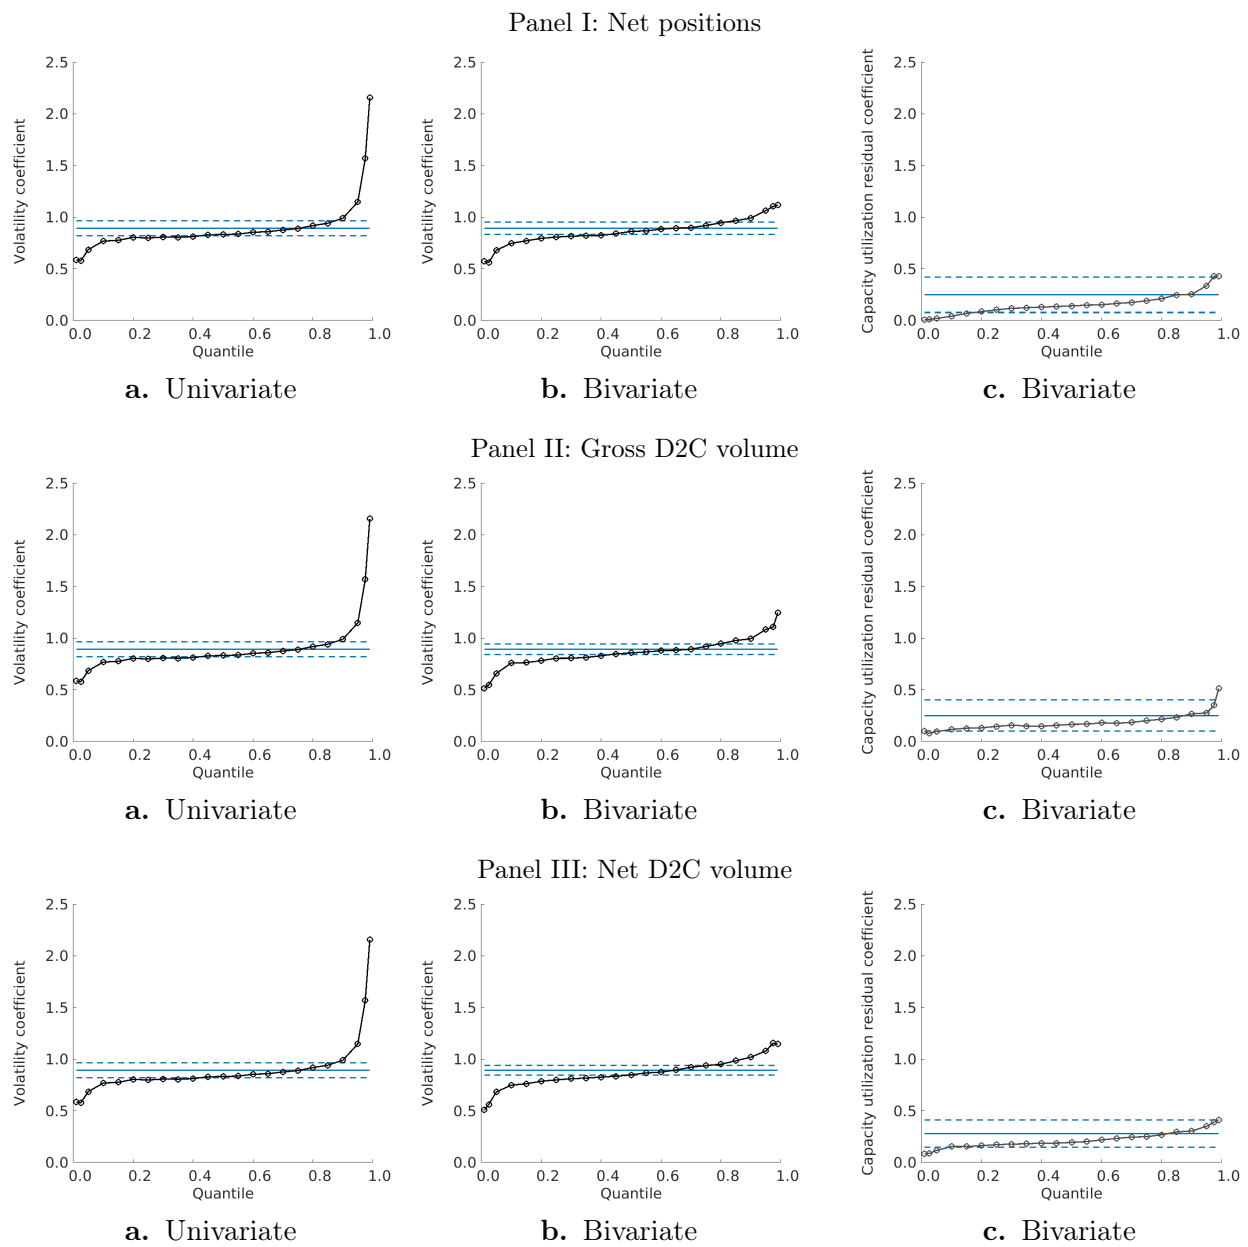 Panel I: Net positions
Volatility coefficient
2.5
2.0
1.5
1.0
0.5
0.0
0.0 0.2 0.4 0.6 0.8 1.0
Quantile
a. Univariate
Volatility coefficient
2.5
2.0
1.5
1.0
0.5
0.0
0.0 0.2 0.4 0.6 0.8 1.0
Quantile
b. Bivariate
Capacity utilization residual coefficient
2.5
2.0
1.5
1.0
0.5
0.0
0.0 0.2 0.4 0.6 0.8 1.0
Quantile
c. Bivariate
Panel II: Gross D2C volume
Volatility coefficient
2.5
2.0
1.5
1.0
0.5
0.0
0.0 0.2 0.4 0.6 0.8 1.0
Quantile
a. Univariate
Volatility coefficient
2.5
2.0
1.5
1.0
0.5
0.0
0.0 0.2 0.4 0.6 0.8 1.0
Quantile
b. Bivariate
Capacity utilization residual coefficient
2.5
2.0
1.5
1.0
0.5
0.0
0.0 0.2 0.4 0.6 0.8 1.0
Quantile
c. Bivariate
Panel III: Net D2C volume
Volatility coefficient
2.5
2.0
1.5
1.0
0.5
0.0
0.0 0.2 0.4 0.6 0.8 1.0
Quantile
a. Univariate
Volatility coefficient
2.5
2.0
1.5
1.0
0.5
0.0
0.0 0.2 0.4 0.6 0.8 1.0
Quantile
b. Bivariate
Capacity utilization residual coefficient
2.5
2.0
1.5
1.0
0.5
0.0
0.0 0.2 0.4 0.6 0.8 1.0
Quantile
c. Bivariate